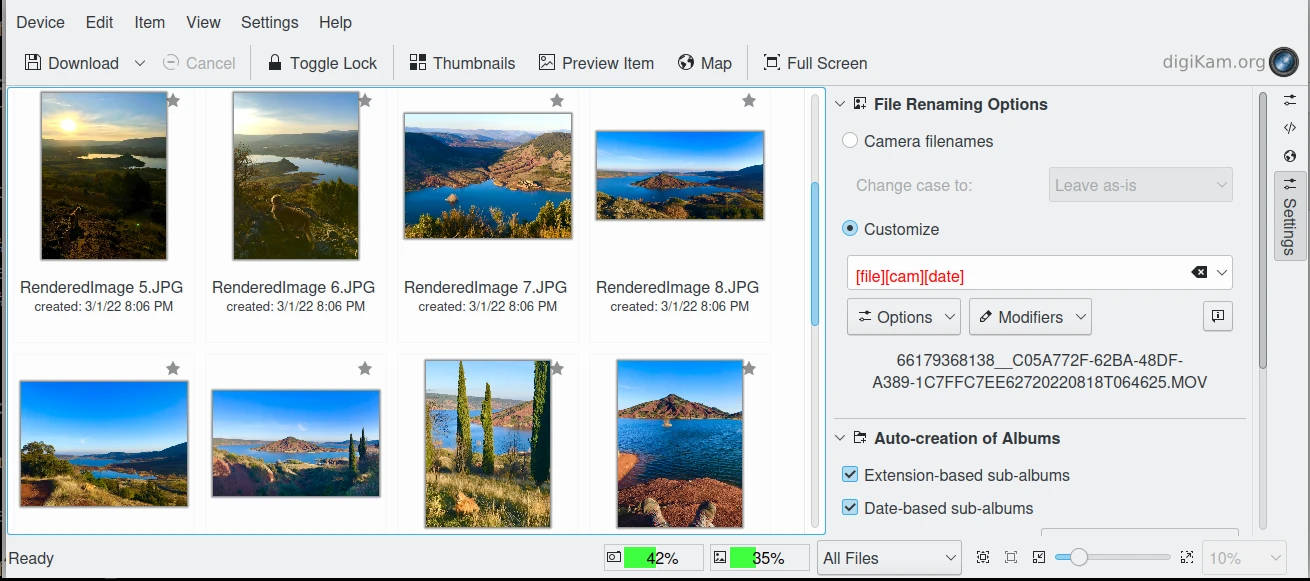 Device Edit Item View Settings Help
Download Cancel Toggle Lock Thumbnails Preview Item Map Full Screen digiKam.org
RenderedImage 5.JPG RenderedImage 6.JPG RenderedImage 7.JPG RenderedImage 8.JPG
created: 3/1/22 8:06 PM created: 3/1/22 8:06 PM created: 3/1/22 8:06 PM created: 3/1/22 8:06 PM
File Renaming Options
Camera filenames
Change case to: Leave as-is
Customize
[file][cam][date]
Options Modifiers
66179368138__C05A772F-62BA-48DF-
A389-1C7FFC7EE62720220818T064625.MOV
Auto-creation of Albums
Extension-based sub-albums
Date-based sub-albums
Settings
Ready 42% 35% All Files 10%